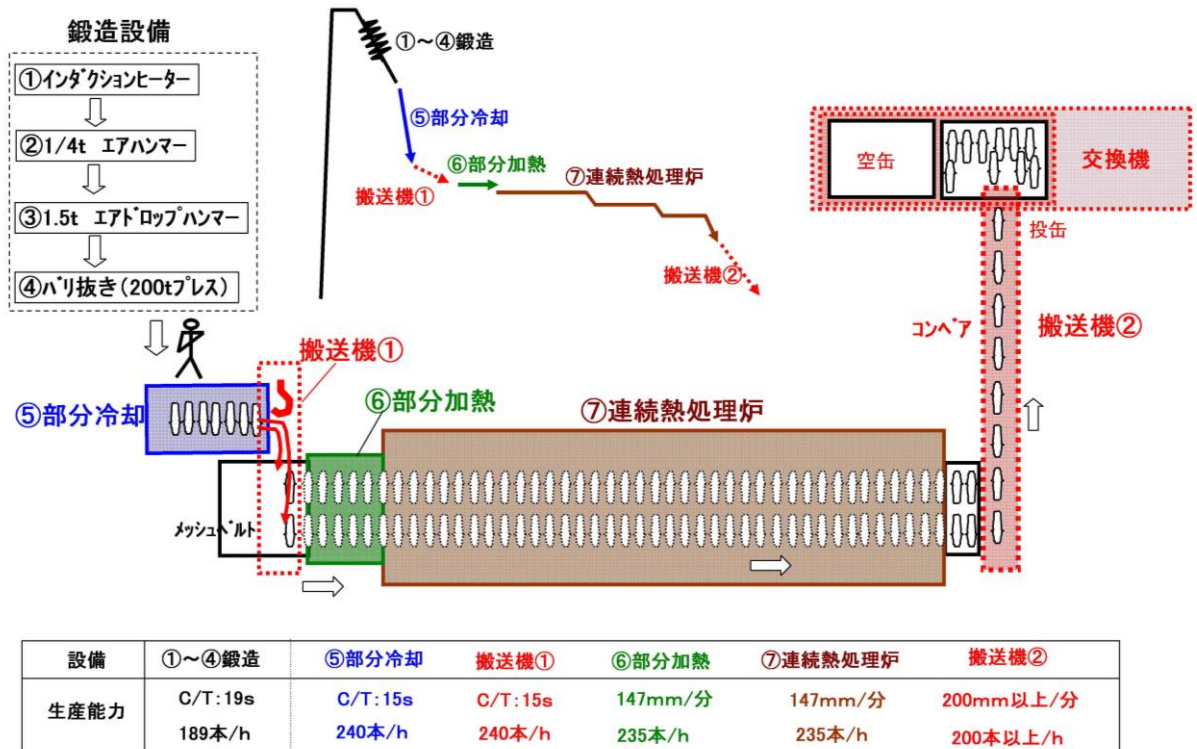 鍛造設備
①インダクションヒーター
②1/4t エアハンマー
③1.5t エアドロップハンマー
④バリ抜き(200tプレス)
①～④鍛造
⑤部分冷却
搬送機①
⑥部分加熱
⑦連続熱処理炉
搬送機②
空缶
交換機
投缶
コンベア
搬送機②
搬送機①
⑤部分冷却
⑥部分加熱
⑦連続熱処理炉
メッシュベルト
設備 ①～④鍛造 ⑤部分冷却 搬送機① ⑥部分加熱 ⑦連続熱処理炉 搬送機②
生産能力 C/T:19s C/T:15s C/T:15s 147mm/分 147mm/分 200mm以上/分
189本/h 240本/h 240本/h 235本/h 235本/h 200本以上/h